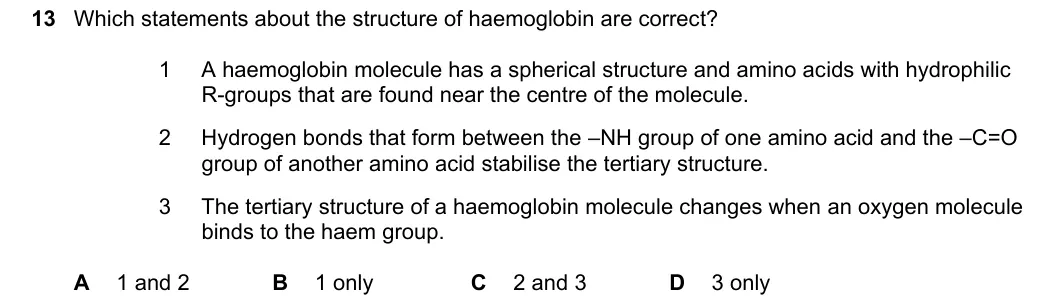 13 Which statements about the structure of haemoglobin are correct?
1 A haemoglobin molecule has a spherical structure and amino acids with hydrophilic
R-groups that are found near the centre of the molecule.
2 Hydrogen bonds that form between the –NH group of one amino acid and the –C=O
group of another amino acid stabilise the tertiary structure.
3 The tertiary structure of a haemoglobin molecule changes when an oxygen molecule
binds to the haem group.
A 1 and 2 B 1 only C 2 and 3 D 3 only